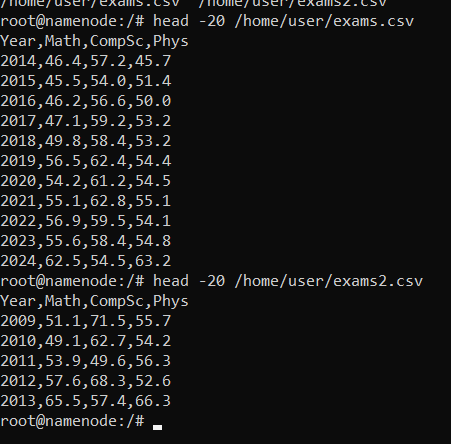 /home/user/exams.csv  /home/user/exams2.csv
root@namenode:/# head -20 /home/user/exams.csv
Year,Math,CompSc,Phys
2014,46.4,57.2,45.7
2015,45.5,54.0,51.4
2016,46.2,56.6,50.0
2017,47.1,59.2,53.2
2018,49.8,58.4,53.2
2019,56.5,62.4,54.4
2020,54.2,61.2,54.5
2021,55.1,62.8,55.1
2022,56.9,59.5,54.1
2023,55.6,58.4,54.8
2024,62.5,54.5,63.2
root@namenode:/# head -20 /home/user/exams2.csv
Year,Math,CompSc,Phys
2009,51.1,71.5,55.7
2010,49.1,62.7,54.2
2011,53.9,49.6,56.3
2012,57.6,68.3,52.6
2013,65.5,57.4,66.3
root@namenode:/#